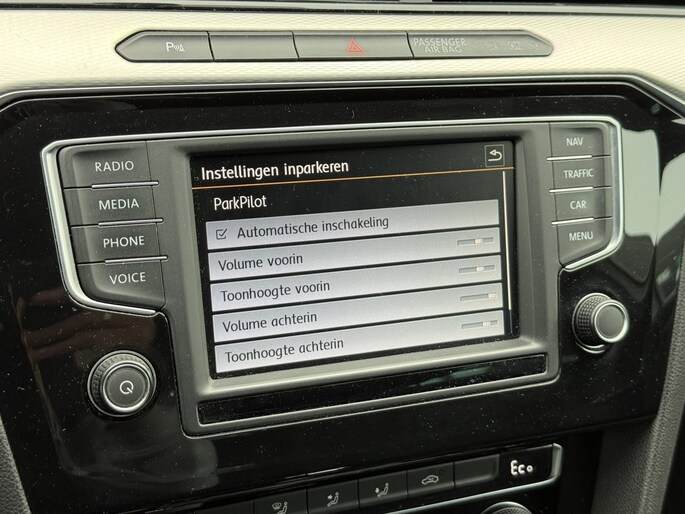 P
PASSENGER
AIR BAG
RADIO
MEDIA
PHONE
VOICE
Instellingen inparkeren
ParkPilot
Automatische inschakeling
Volume voorin
Toonhoogte voorin
Volume achterin
Toonhoogte achterin
NAV
TRAFFIC
CAR
MENU
Eco